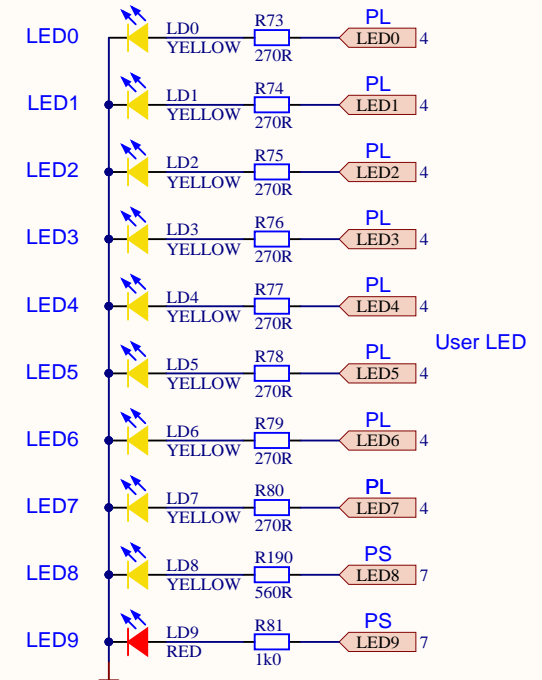 PL
LED0 LD0 R73 LED0 4
YELLOW 270R
PL
LED1 LD1 R74 LED1 4
YELLOW 270R
PL
LED2 LD2 R75 LED2 4
YELLOW 270R
PL
LED3 LD3 R76 LED3 4
YELLOW 270R
PL
LED4 LD4 R77 LED4 4
YELLOW 270R
User LED
PL
LED5 LD5 R78 LED5 4
YELLOW 270R
PL
LED6 LD6 R79 LED6 4
YELLOW 270R
PL
LED7 LD7 R80 LED7 4
YELLOW 270R
PS
LED8 LD8 R190 LED8 7
YELLOW 560R
PS
LED9 LD9 R81 LED9 7
RED 1k0